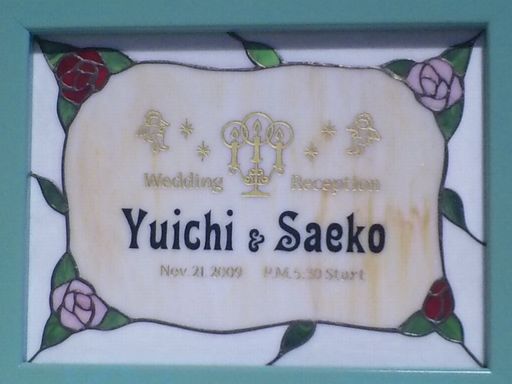 Wedding Reception
Yuichi & Saeko
Nov.21.2009 P.M.5.30 Start